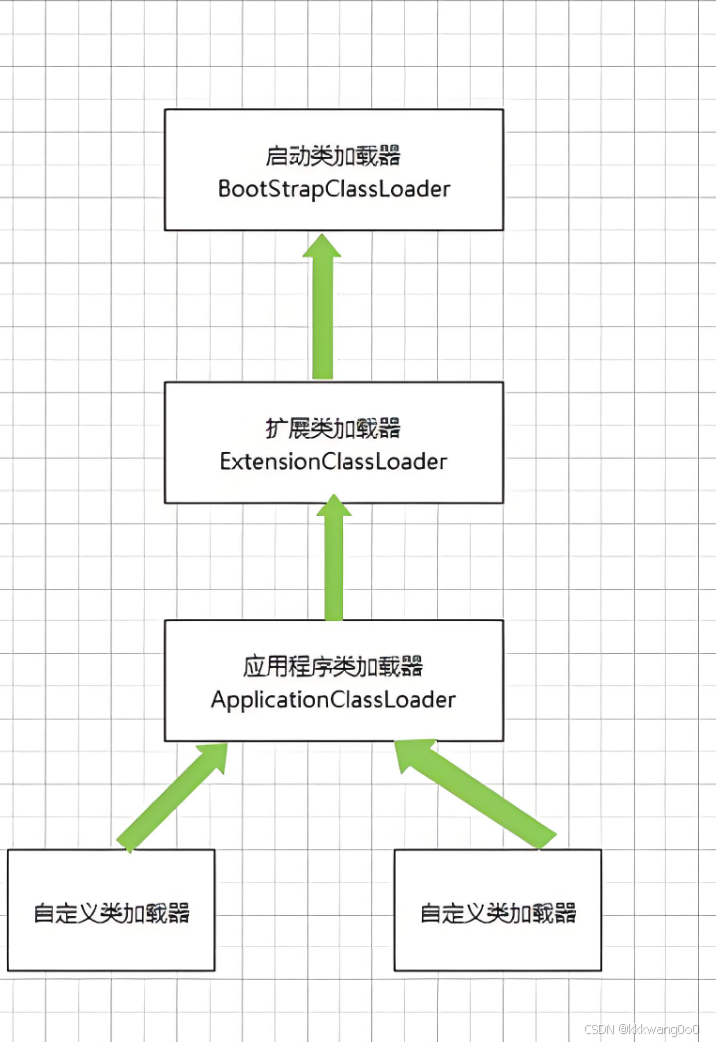 启动类加载器
BootStrapClassLoader
扩展类加载器
ExtensionClassLoader
应用程序类加载器
ApplicationClassLoader
自定义类加载器
自定义类加载器
CSDN @kkkwang0o0